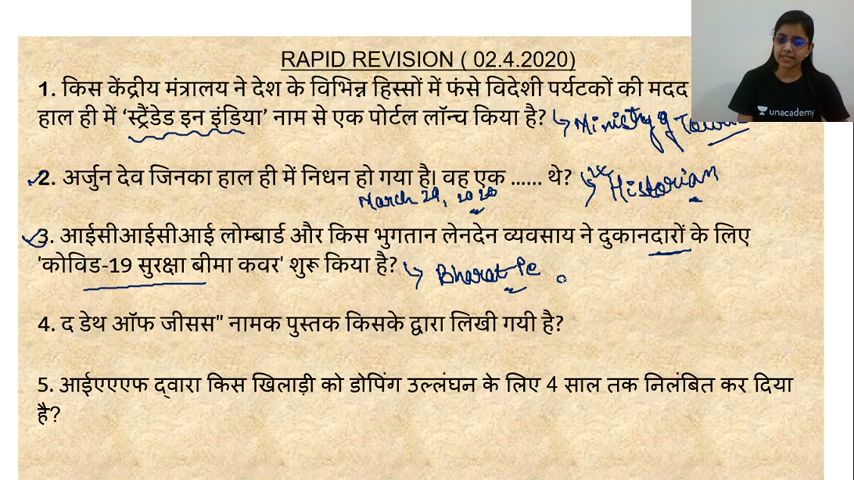 RAPID REVISION ( 02.4.2020)
1. किस केंद्रीय मंत्रालय ने देश के विभिन्न हिस्सों में फंसे विदेशी पर्यटकों की मदद
हाल ही में ‘स्ट्रैंडेड इन इंडिया’ नाम से एक पोर्टल लॉन्च किया है? Ministry of
unacademy
2. अर्जुन देव जिनका हाल ही में निधन हो गया है। वह एक ...... थे? Historian
March 29, 2020
3. आईसीआईसीआई लोम्बार्ड और किस भुगतान लेनदेन व्यवसाय ने दुकानदारों के लिए
'कोविड-19 सुरक्षा बीमा कवर' शुरू किया है? Bharat Pe
4. द डेथ ऑफ जीसस" नामक पुस्तक किसके द्वारा लिखी गयी है?
5. आईएएएफ द्वारा किस खिलाड़ी को डोपिंग उल्लंघन के लिए 4 साल तक निलंबित कर दिया
है?